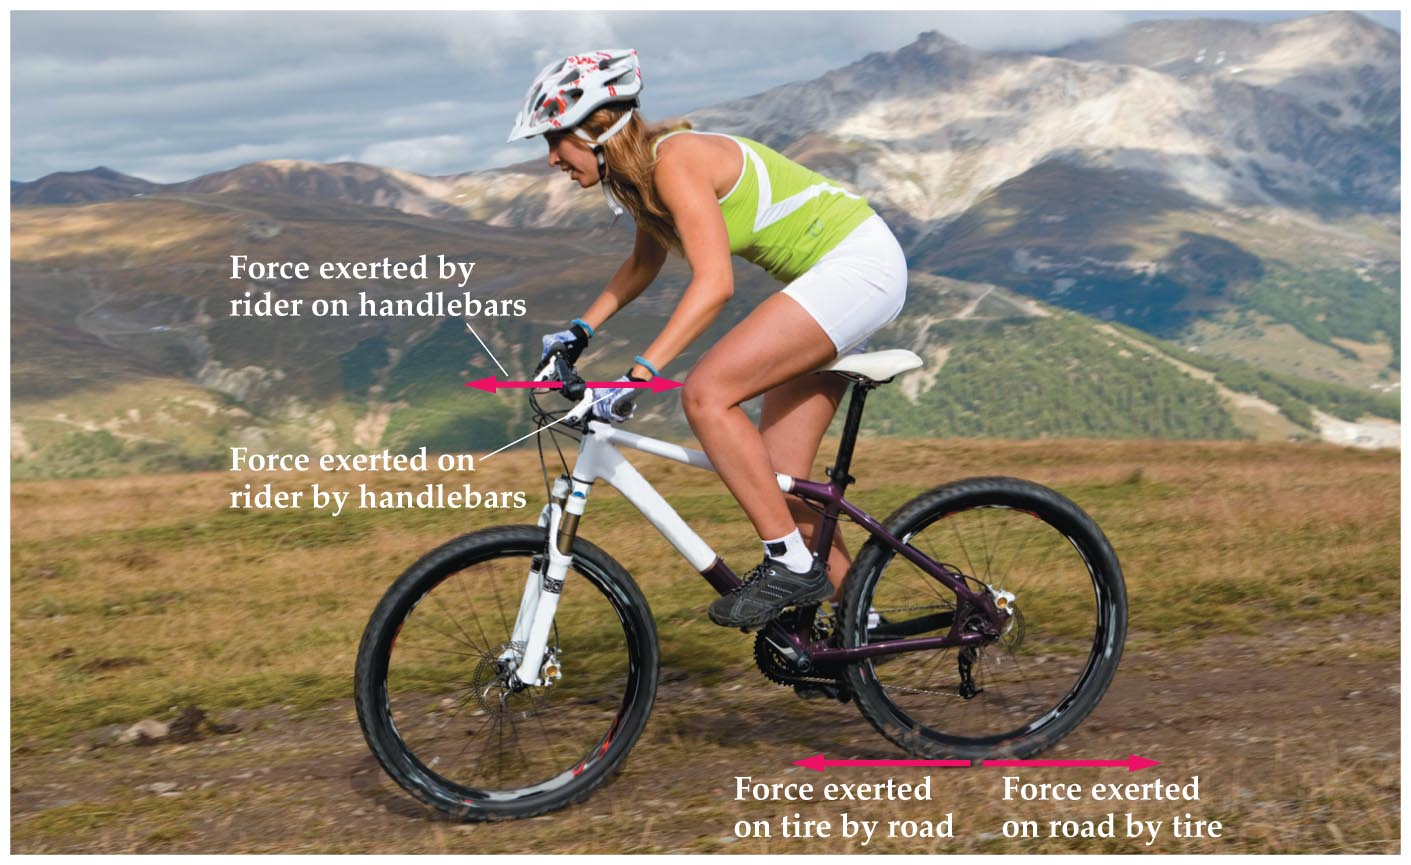 Force exerted by
rider on handlebars
Force exerted on
rider by handlebars
Force exerted
on tire by road
Force exerted
on road by tire